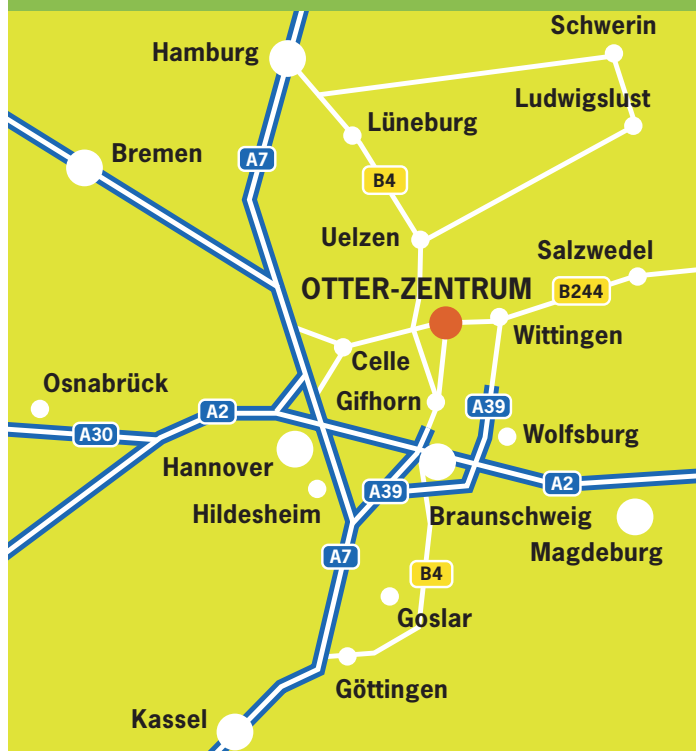 Schwerin
Hamburg
Ludwigslust
Lüneburg
Bremen
A7
B4
Uelzen
Salzwedel
OTTER-ZENTRUM
B244
Wittingen
Celle
Osnabrück
Gifhorn
A39
A2
A30
Wolfsburg
Hannover
A2
A39
Hildesheim
Braunschweig
Magdeburg
A7
B4
Goslar
Göttingen
Kassel